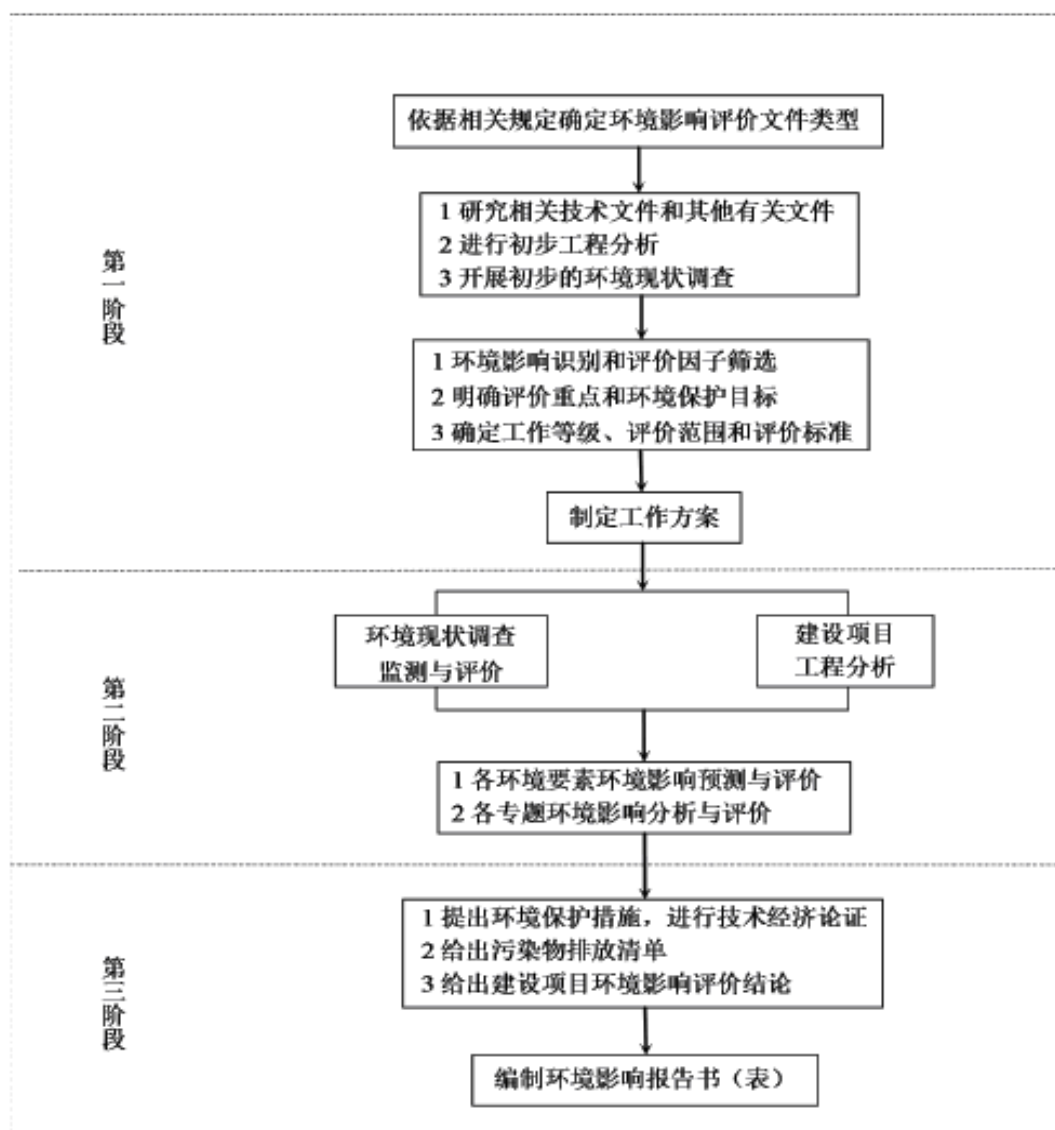 依据相关规定确定环境影响评价文件类型
1 研究相关技术文件和其他有关文件
2 进行初步工程分析
3 开展初步的环境现状调查
第一阶段
1 环境影响识别和评价因子筛选
2 明确评价重点和环境保护目标
3 确定工作等级、评价范围和评价标准
制定工作方案
环境现状调查
监测与评价
建设项目
工程分析
第二阶段
1 各环境要素环境影响预测与评价
2 各专题环境影响分析与评价
1 提出环境保护措施，进行技术经济论证
2 给出污染物排放清单
3 给出建设项目环境影响评价结论
第三阶段
编制环境影响报告书（表）